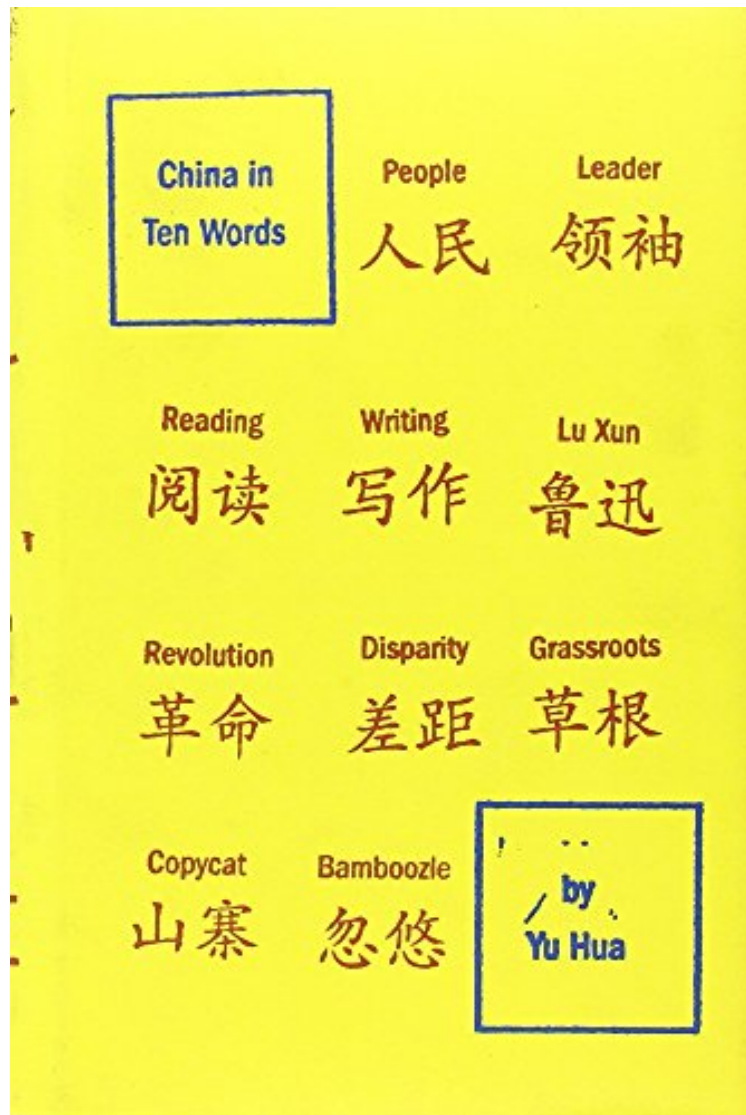 China in
Ten Words
People
人民
Leader
领袖
Reading
阅读
Writing
写作
Lu Xun
鲁迅
Revolution
革命
Disparity
差距
Grassroots
草根
Copycat
山寨
Bamboozle
忽悠
by
Yu Hua